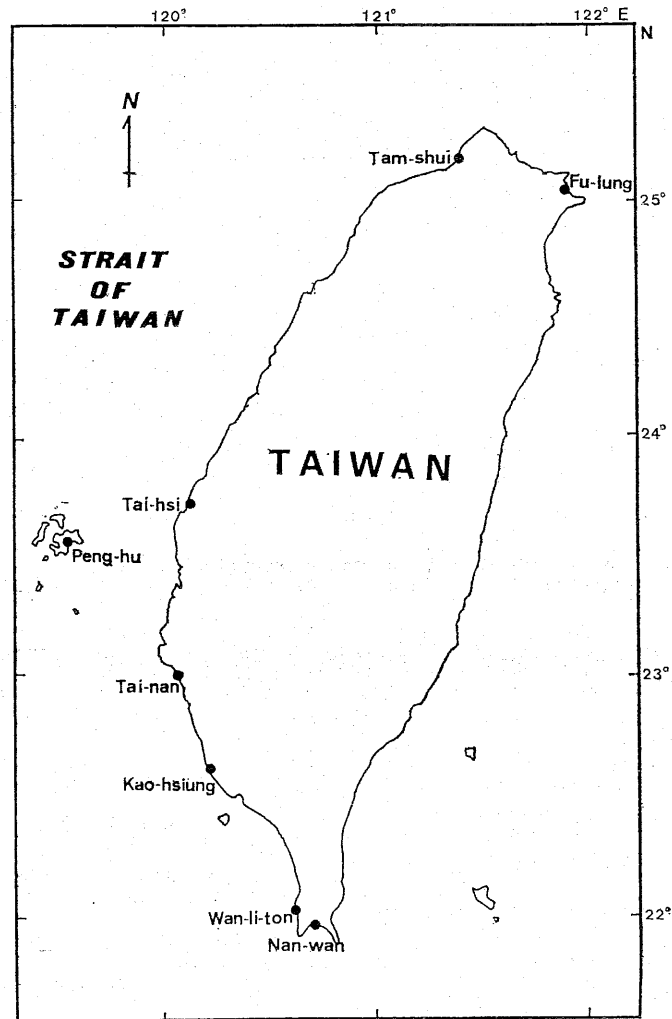 120°
121°
122° E
N
N
Tam-shui
Fu-lung
25°
STRAIT
OF
TAIWAN
24°
TAIWAN
Tai-hsi
Peng-hu
23°
Tai-nan
Kao-hsiung
22°
Wan-li-ton
Nan-wan